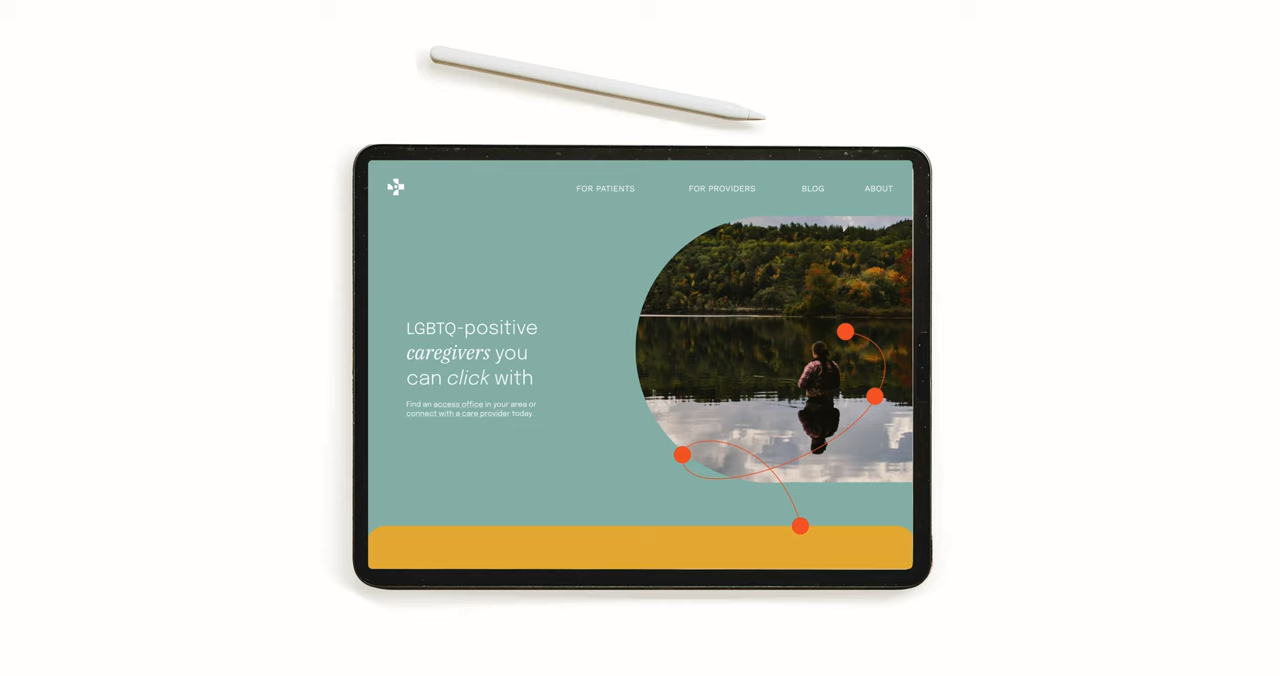 FOR PATIENTS FOR PROVIDERS BLOG ABOUT
LGBTQ-positive
caregivers you
can click with
Find an access office in your area or
connect with a care provider today.